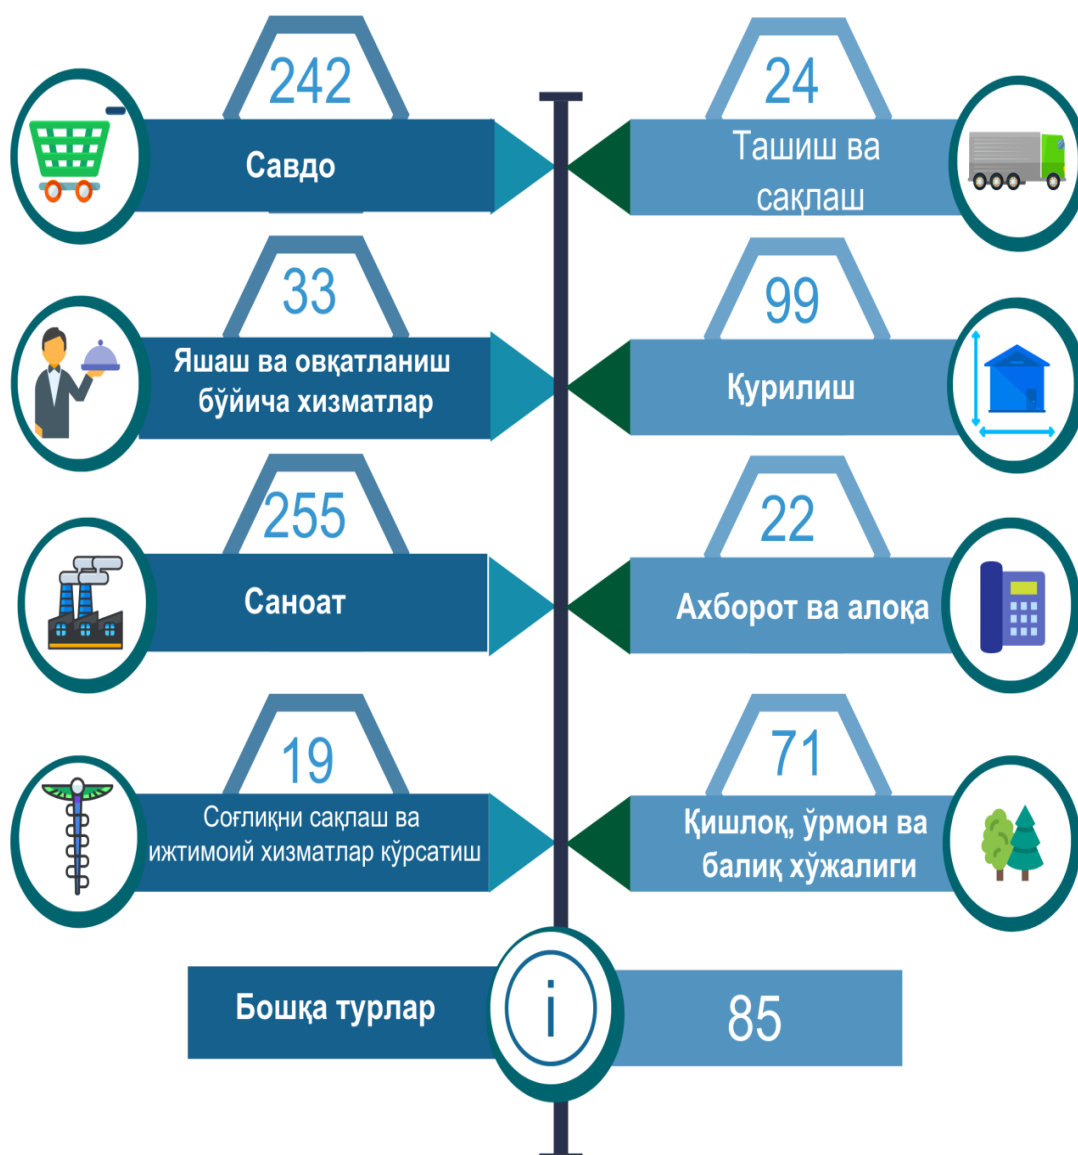 242
Савдо
24
Ташиш ва
сақлаш
33
Яшаш ва овқатланиш
бўйича хизматлар
99
Қурилиш
255
Саноат
22
Ахборот ва алоқа
19
Соғлиқни сақлаш ва
ижтимоий хизматлар кўрсатиш
71
Қишлоқ, ўрмон ва
балиқ хўжалиги
Бошқа турлар
i
85